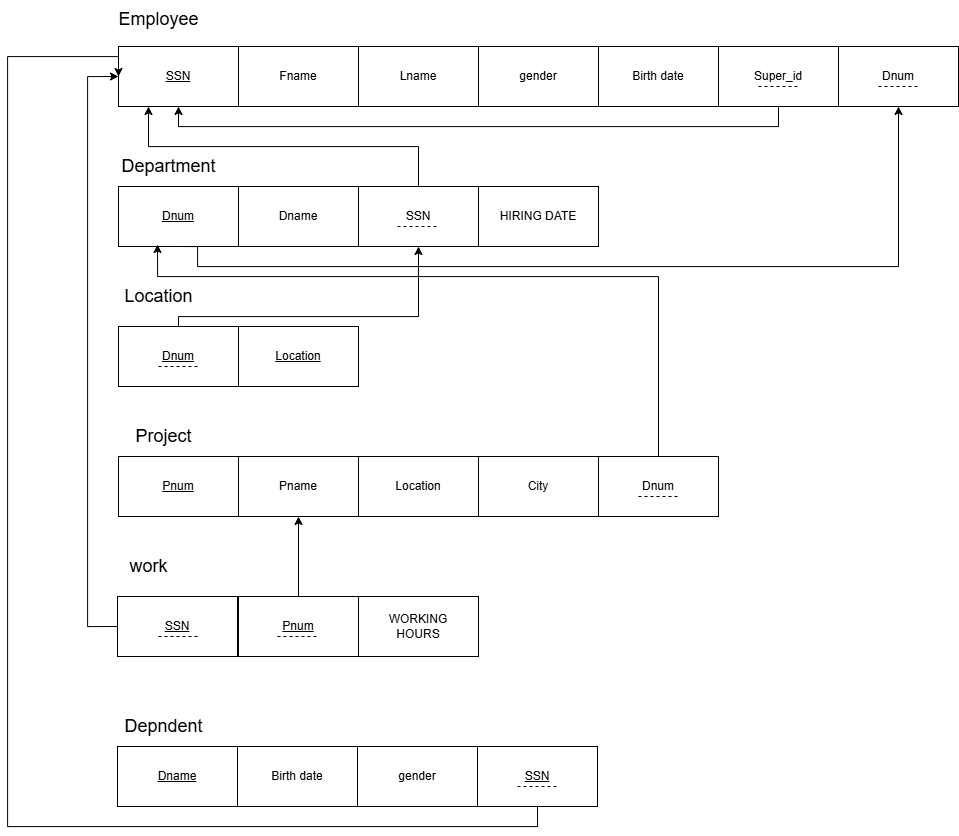 Employee
SSN Fname Lname gender Birth date Super_id Dnum
Department
Dnum Dname SSN HIRING DATE
Location
Dnum Location
Project
Pnum Pname Location City Dnum
work
SSN Pnum WORKING
HOURS
Depndent
Dname Birth date gender SSN